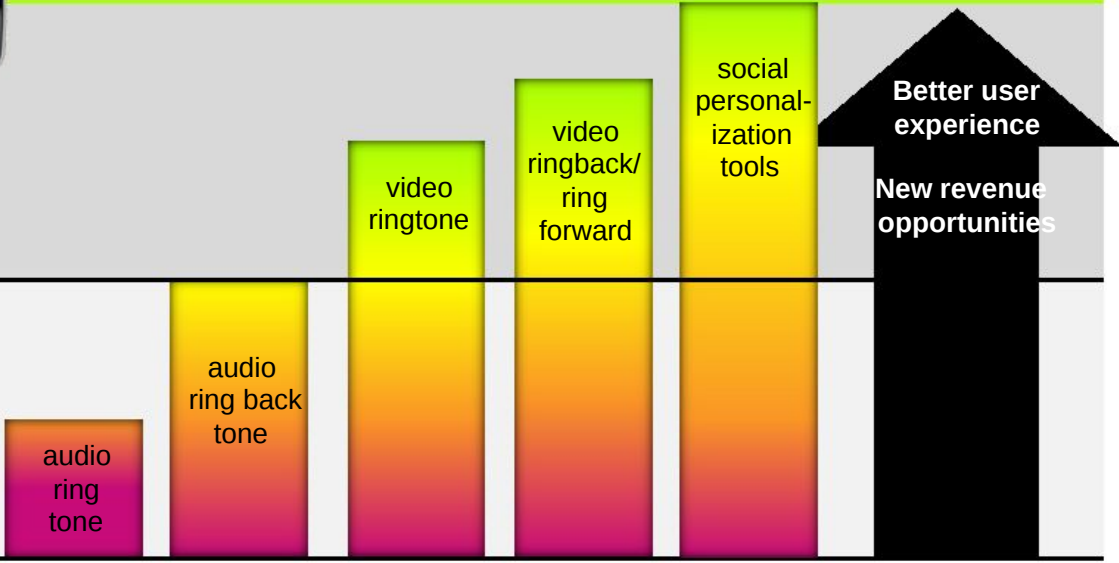 audio
ring
tone
audio
ring back
tone
video
ringtone
video
ringback/
ring
forward
social
personal-
ization
tools
Better user
experience
New revenue
opportunities